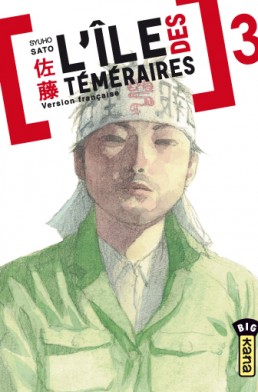 SYUHO
SATO
佐藤
L'ÎLE DES
TÉMÉRAIRES
Version française
3
BIG
kana